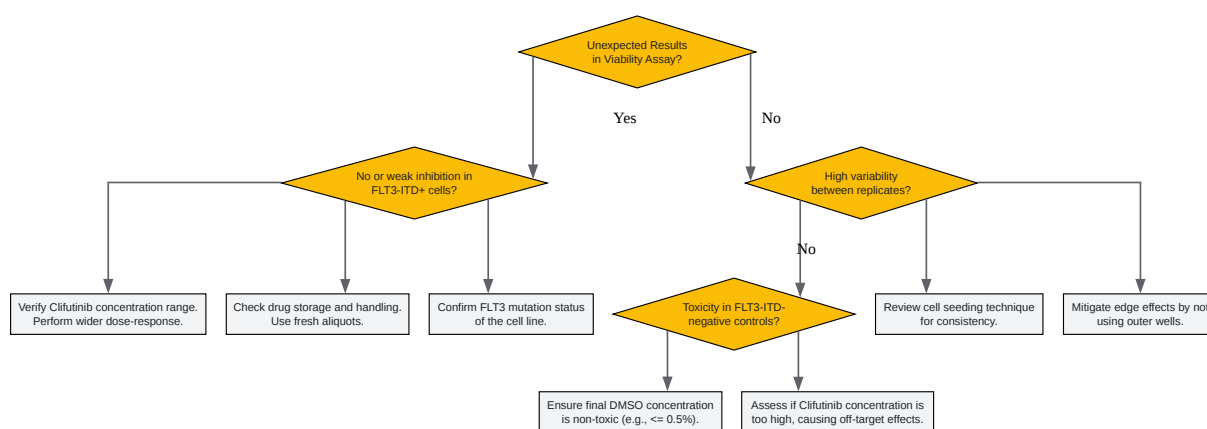 Unexpected Results
in Viability Assay?
Yes
No
No or weak inhibition in
FLT3-ITD+ cells?
High variability
between replicates?
No
Verify Clifutinib concentration range.
Perform wider dose-response.
Check drug storage and handling.
Use fresh aliquots.
Confirm FLT3 mutation status
of the cell line.
Toxicity in FLT3-ITD-
negative controls?
Review cell seeding technique
for consistency.
Mitigate edge effects by not
using outer wells.
Ensure final DMSO concentration
is non-toxic (e.g., <= 0.5%).
Assess if Clifutinib concentration is
too high, causing off-target effects.